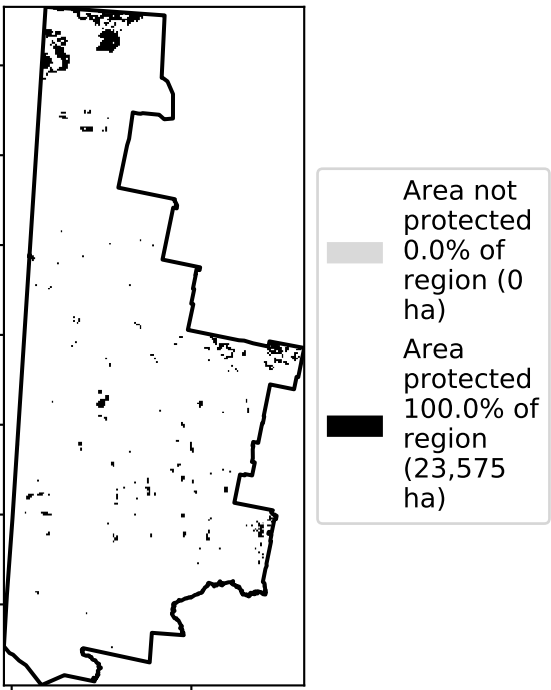 Area not
protected
0.0% of
region (0
ha)
Area
protected
100.0% of
region
(23,575
ha)